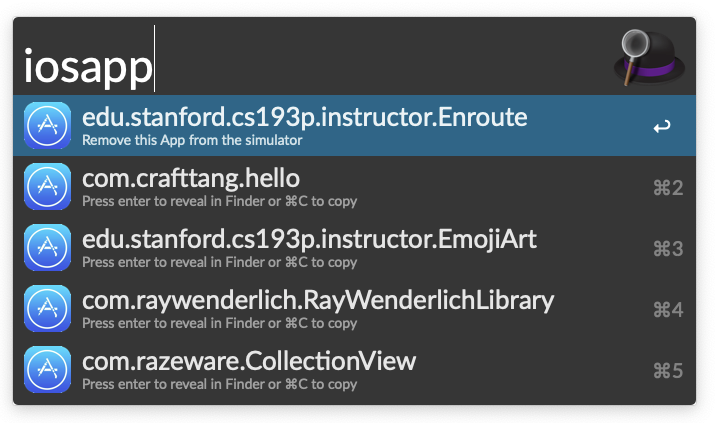 iosapp
edu.stanford.cs193p.instructor.Enroute
Remove this App from the simulator
↩
com.crafttang.hello
Press enter to reveal in Finder or ⌘C to copy
⌘2
edu.stanford.cs193p.instructor.EmojiArt
Press enter to reveal in Finder or ⌘C to copy
⌘3
com.raywenderlich.RayWenderlichLibrary
Press enter to reveal in Finder or ⌘C to copy
⌘4
com.razeware.CollectionView
Press enter to reveal in Finder or ⌘C to copy
⌘5